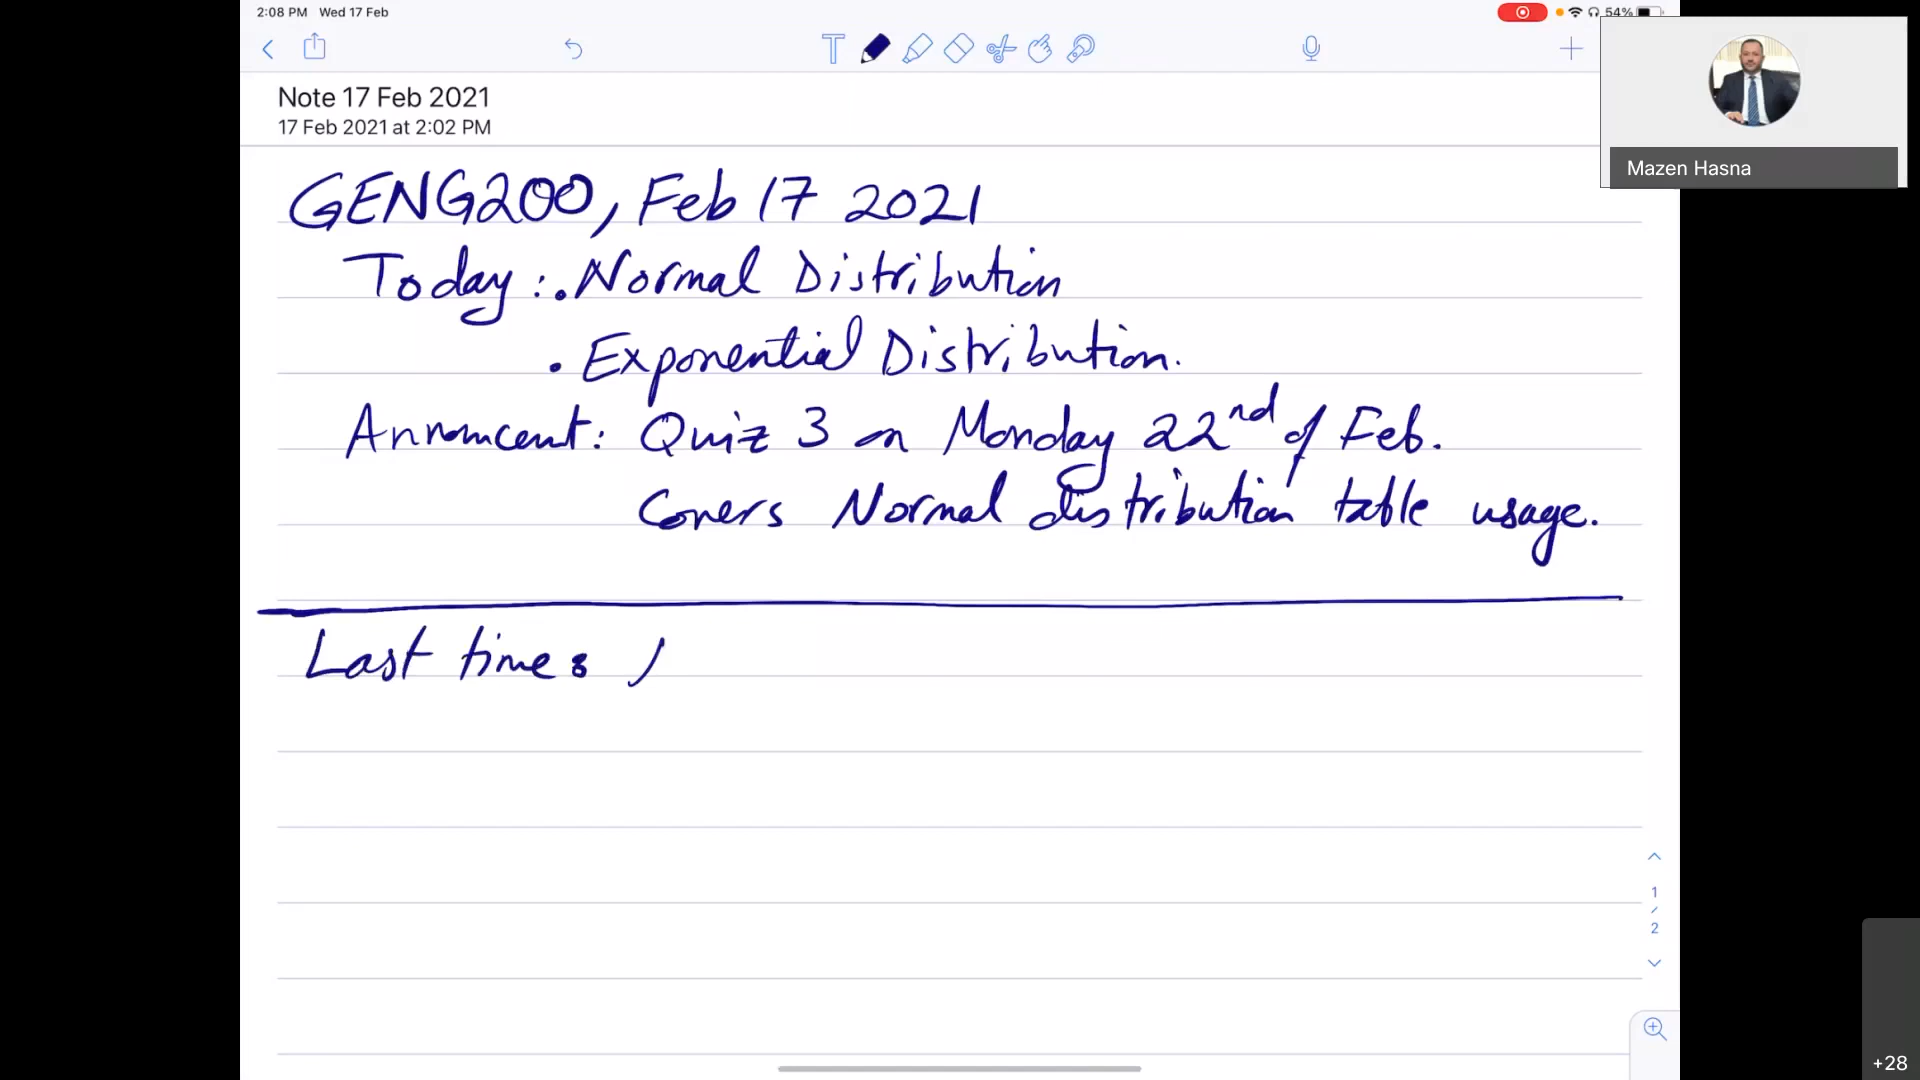 2:08 PM Wed 17 Feb
54%
Note 17 Feb 2021
17 Feb 2021 at 2:02 PM
Mazen Hasna
GENG200, Feb 17 2021
Today : . Normal Distribution
. Exponential Distribution.
Announcent: Quiz 3 on Monday 22nd of Feb.
Covers Normal distribution table usage.
Last time :
1
/
2
+28